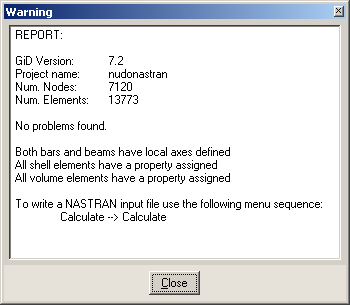 Warning
REPORT:
GiD Version: 7.2
Project name: nudonastran
Num. Nodes: 7120
Num. Elements: 13773
No problems found.
Both bars and beams have local axes defined
All shell elements have a property assigned
All volume elements have a property assigned
To write a NASTRAN input file use the following menu sequence:
Calculate --> Calculate
Close